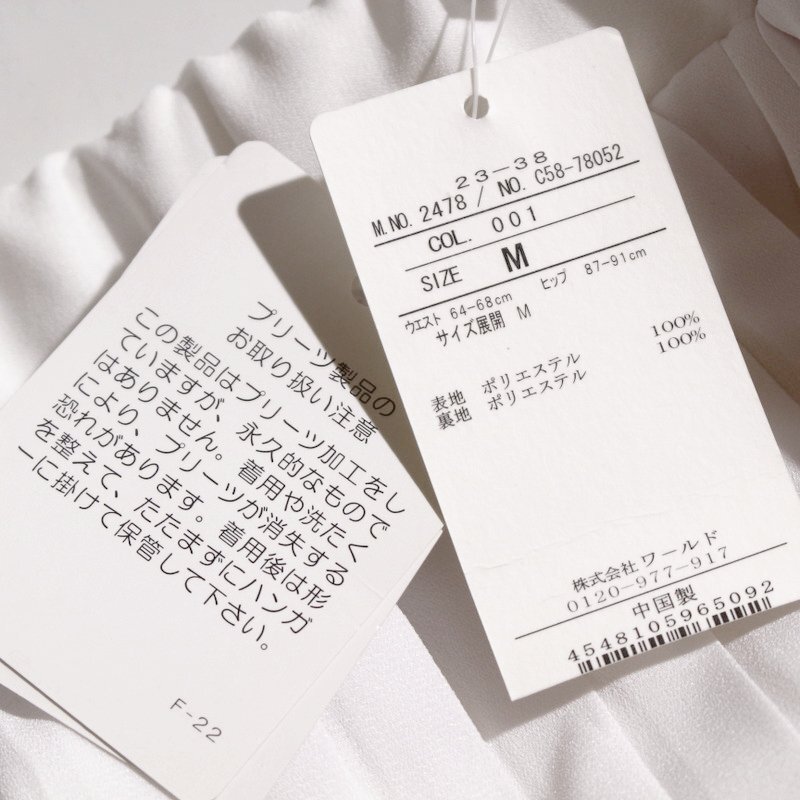 プリーツ製品の
お取り扱い注意
この製品はプリーツ加工をし
ていますが、永久的なもので
はありません。着用や洗たく
により、プリーツが消失する
恐れがあります。着用後は形
を整えて、たたまずにハンガ
ーに掛けて保管して下さい。
F-22
23-38
M.NO. 2478 / NO. C58-78052
COL. 001
SIZE M
ウエスト 64-68cm ヒップ 87-91cm
サイズ展開 M
表地 ポリエステル 100%
裏地 ポリエステル 100%
株式会社ワールド
0120-977-917
中国製
4548105965092